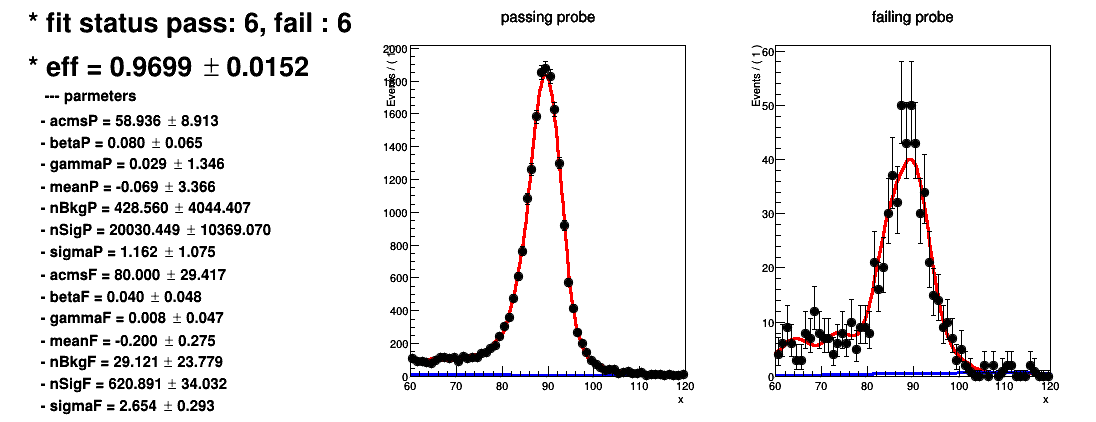 * fit status pass: 6, fail : 6
* eff = 0.9699 ± 0.0152
--- parmeters
- acmsP = 58.936 ± 8.913
- betaP = 0.080 ± 0.065
- gammaP = 0.029 ± 1.346
- meanP = -0.069 ± 3.366
- nBkgP = 428.560 ± 4044.407
- nSigP = 20030.449 ± 10369.070
- sigmaP = 1.162 ± 1.075
- acmsF = 80.000 ± 29.417
- betaF = 0.040 ± 0.048
- gammaF = 0.008 ± 0.047
- meanF = -0.200 ± 0.275
- nBkgF = 29.121 ± 23.779
- nSigF = 620.891 ± 34.032
- sigmaF = 2.654 ± 0.293
passing probe
Events / ( 1 )
2000
1800
1600
1400
1200
1000
800
600
400
200
0
60 70 80 90 100 110 120
x
failing probe
Events / ( 1 )
60
50
40
30
20
10
0
60 70 80 90 100 110 120
x